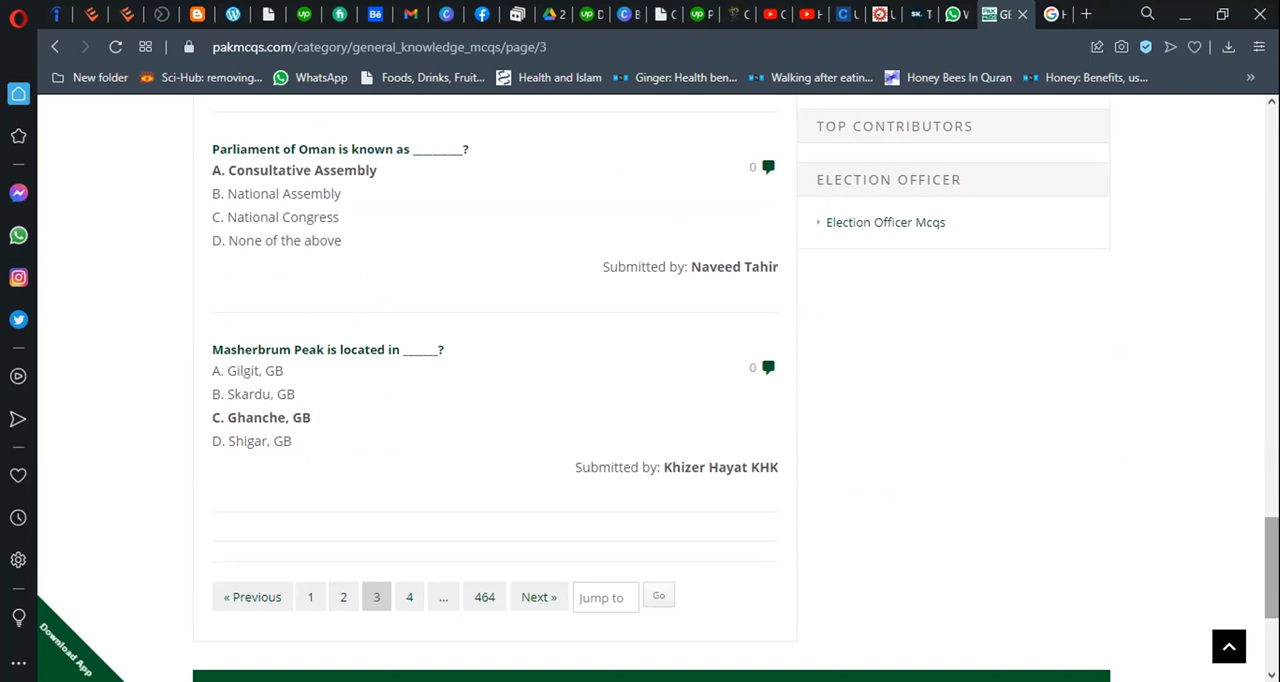 pakmcqs.com/category/general_knowledge_mcqs/page/3
New folder
Sci-Hub: removing...
WhatsApp
Foods, Drinks, Fruit...
Health and Islam
Ginger: Health ben...
Walking after eatin...
Honey Bees In Quran
Honey: Benefits, us...
»
Parliament of Oman is known as _________?
0
A. Consultative Assembly
B. National Assembly
C. National Congress
D. None of the above
Submitted by: Naveed Tahir
Masherbrum Peak is located in ______?
0
A. Gilgit, GB
B. Skardu, GB
C. Ghanche, GB
D. Shigar, GB
Submitted by: Khizer Hayat KHK
« Previous 1 2 3 4 ... 464 Next » Jump to Go
TOP CONTRIBUTORS
ELECTION OFFICER
Election Officer Mcqs
Download App